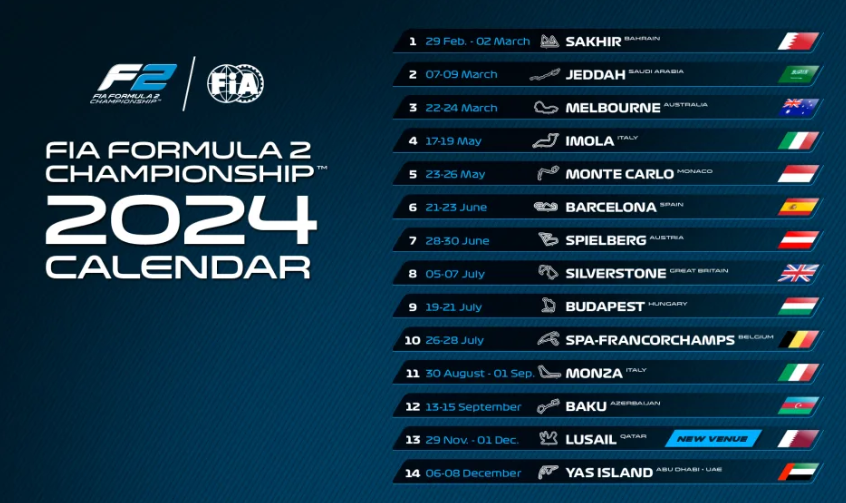 F2
FIA FORMULA 2
CHAMPIONSHIP™
FiA
FIA FORMULA 2
CHAMPIONSHIP™
2024
CALENDAR
1 29 Feb. - 02 March SAKHIR BAHRAIN
2 07-09 March JEDDAH SAUDI ARABIA
3 22-24 March MELBOURNE AUSTRALIA
4 17-19 May IMOLA ITALY
5 23-26 May MONTE CARLO MONACO
6 21-23 June BARCELONA SPAIN
7 28-30 June SPIELBERG AUSTRIA
8 05-07 July SILVERSTONE GREAT BRITAIN
9 19-21 July BUDAPEST HUNGARY
10 26-28 July SPA-FRANCORCHAMPS BELGIUM
11 30 August - 01 Sep. MONZA ITALY
12 13-15 September BAKU AZERBAIJAN
13 29 Nov. - 01 Dec. LUSAIL QATAR NEW VENUE
14 06-08 December YAS ISLAND ABU DHABI - UAE